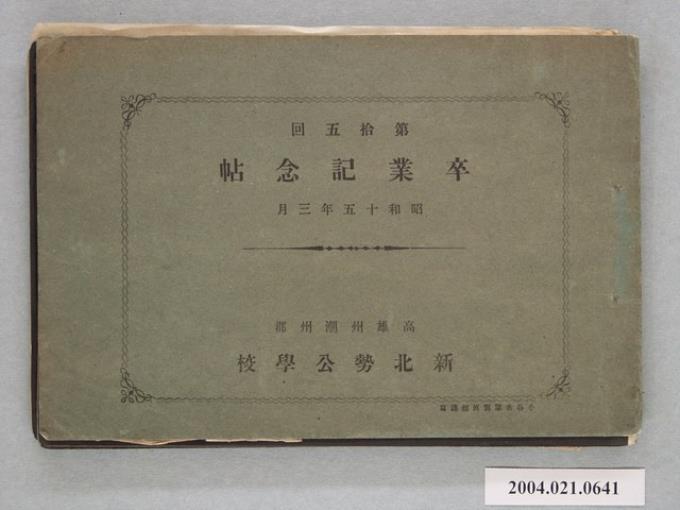 第拾五回
卒業記念帖
昭和十五年三月
高雄州潮州郡
新北勢公學校
2004.021.0641